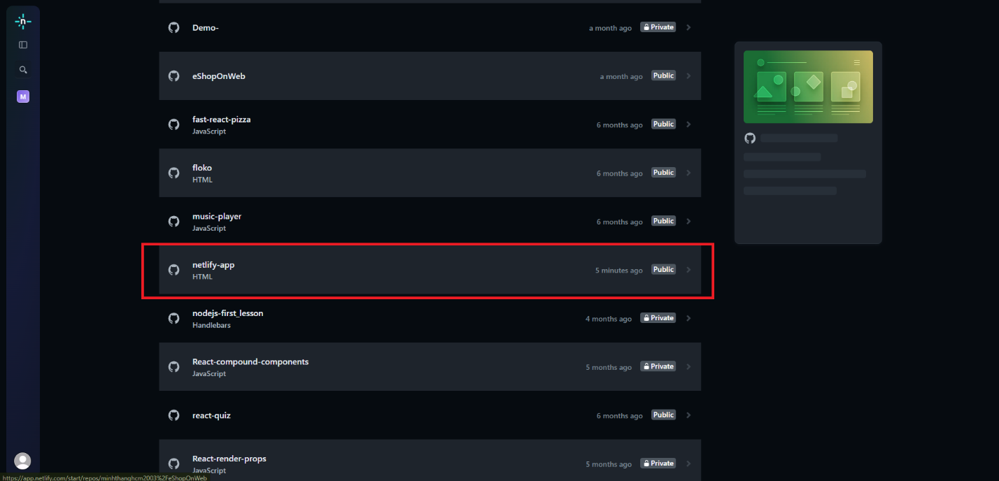 n
Demo-
a month ago
Private
eShopOnWeb
a month ago
Public
M
fast-react-pizza
JavaScript
6 months ago
Public
floko
HTML
6 months ago
Public
music-player
JavaScript
6 months ago
Public
netlify-app
HTML
5 minutes ago
Public
nodejs-first_lesson
Handlebars
4 months ago
Private
React-compound-components
JavaScript
5 months ago
Private
react-quiz
6 months ago
Public
React-render-props
JavaScript
5 months ago
Private
https://app.netlify.com/start/repos/minhthanghcm2003%2FeShopOnWeb